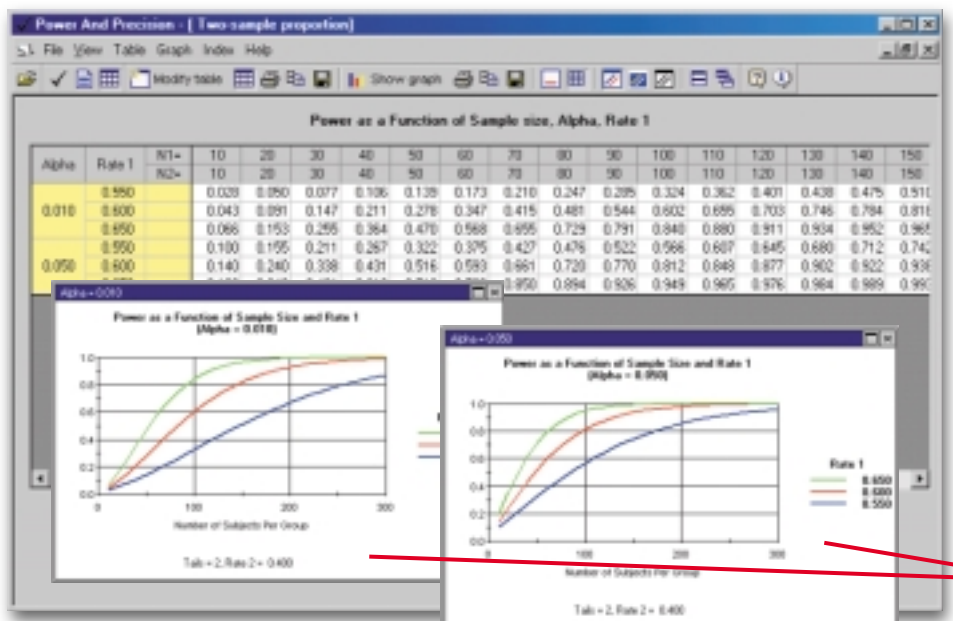 Power And Precision - [ Two-sample proportion]
File View Table Graph Index Help
Modify table Show graph
Power as a Function of Sample size, Alpha, Rate 1
Alpha Rate 1 N1= 10 20 30 40 50 60 70 80 90 100 110 120 130 140 150
N2= 10 20 30 40 50 60 70 80 90 100 110 120 130 140 150
0.550 0.028 0.050 0.077 0.106 0.139 0.173 0.210 0.247 0.285 0.324 0.362 0.401 0.438 0.475 0.510
0.010 0.600 0.043 0.091 0.147 0.211 0.278 0.347 0.415 0.481 0.544 0.602 0.655 0.703 0.746 0.784 0.818
0.650 0.066 0.153 0.255 0.364 0.470 0.568 0.655 0.729 0.791 0.840 0.880 0.911 0.934 0.952 0.965
0.550 0.100 0.155 0.211 0.267 0.322 0.375 0.427 0.476 0.522 0.566 0.607 0.645 0.680 0.712 0.742
0.050 0.600 0.140 0.240 0.338 0.431 0.516 0.593 0.661 0.720 0.770 0.812 0.848 0.877 0.902 0.922 0.938
0.850 0.894 0.926 0.949 0.965 0.976 0.984 0.989 0.993
Alpha = 0.010
Power as a Function of Sample Size and Rate 1
(Alpha = 0.010)
1.0
0.8
0.6
0.4
0.2
0.0
0 100 200 300
Number of Subjects Per Group
Tails = 2, Rate 2 = 0.400
Alpha = 0.050
Power as a Function of Sample Size and Rate 1
(Alpha = 0.050)
1.0
0.8
0.6
0.4
0.2
0.0
0 100 200 300
Number of Subjects Per Group
Rate 1
0.650
0.600
0.550
Tails = 2, Rate 2 = 0.400